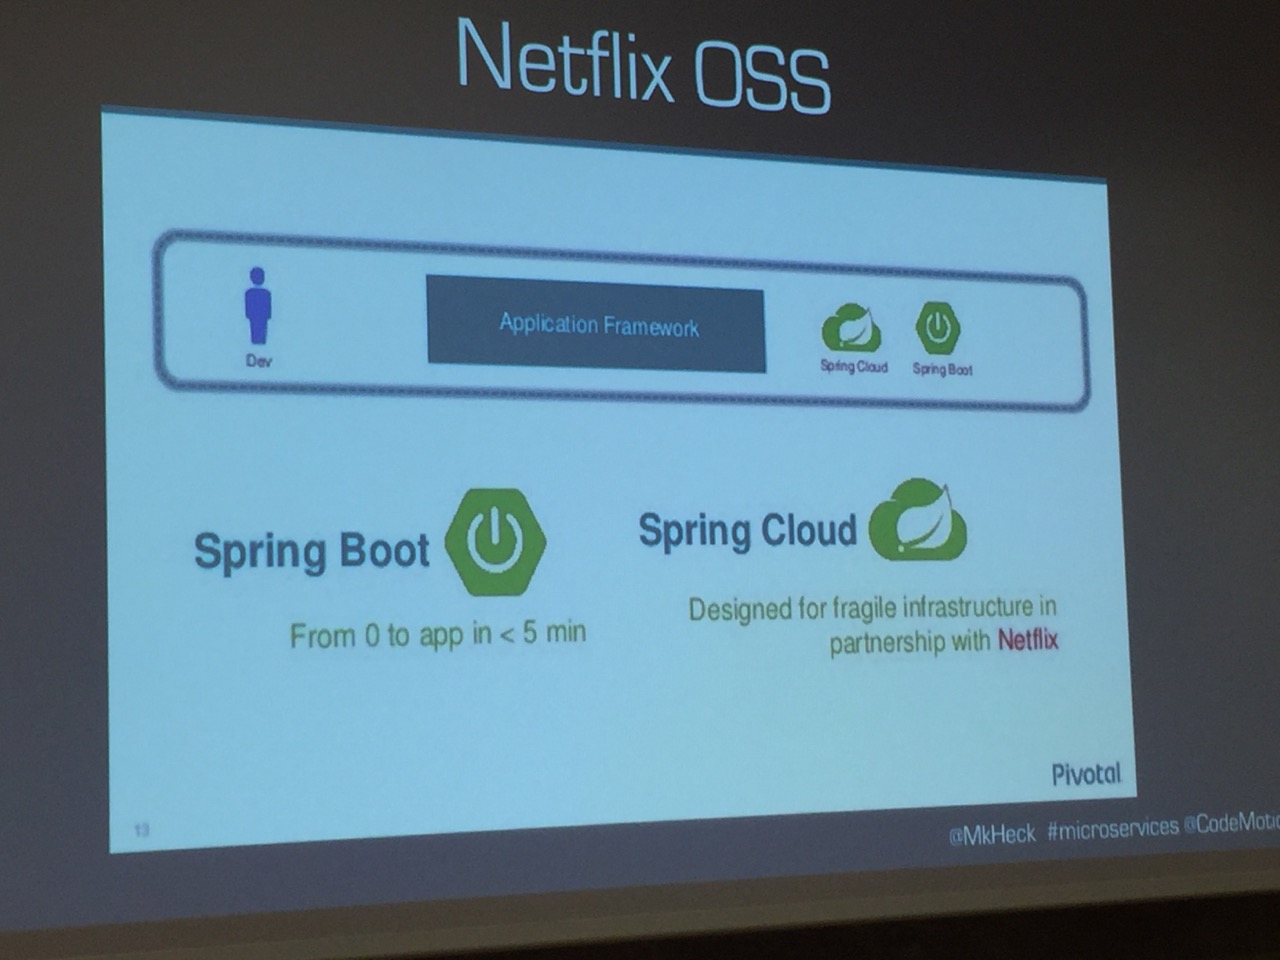 Netflix OSS
Dev
Application Framework
Spring Cloud
Spring Boot
Spring Boot
Spring Cloud
From 0 to app in < 5 min
Designed for fragile infrastructure in
partnership with Netflix
Pivotal
13
@MkHeck #microservices @CodeMotio